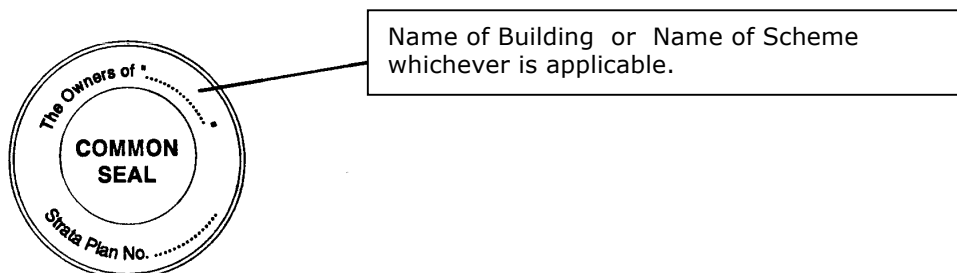 Name of Building or Name of Scheme
whichever is applicable.
The Owners of "............"
COMMON
SEAL
Strata Plan No. ............